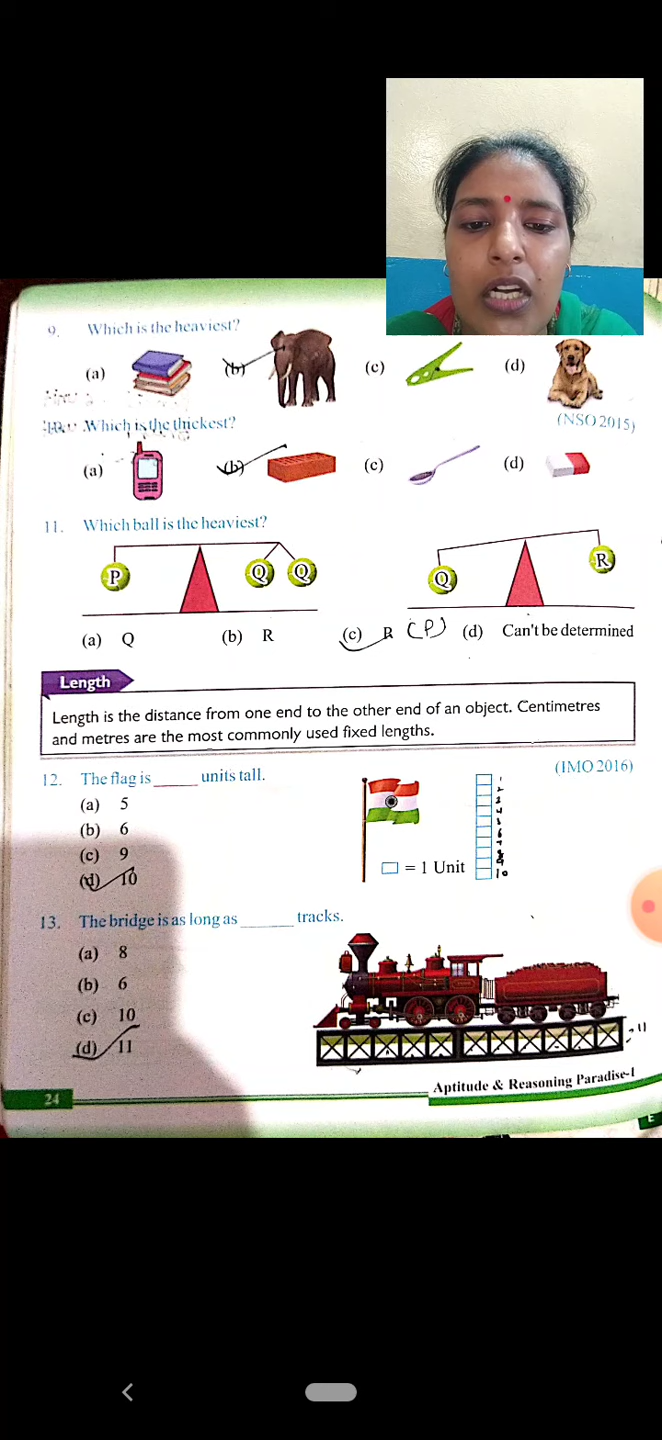 9. Which is the heaviest?
(a) (b) (c) (d)
Which is the thickest? (NSO 2015)
(a) (b) (c) (d)
11. Which ball is the heaviest?
P Q Q Q R
(a) Q (b) R (c) R (P) (d) Can't be determined
Length
Length is the distance from one end to the other end of an object. Centimetres
and metres are the most commonly used fixed lengths.
12. The flag is ______ units tall. (IMO 2016)
(a) 5
(b) 6
(c) 9
(d) 10
= 1 Unit
10
13. The bridge is as long as ______ tracks.
(a) 8
(b) 6
(c) 10
(d) 11
11
24 Aptitude & Reasoning Paradise-1
E